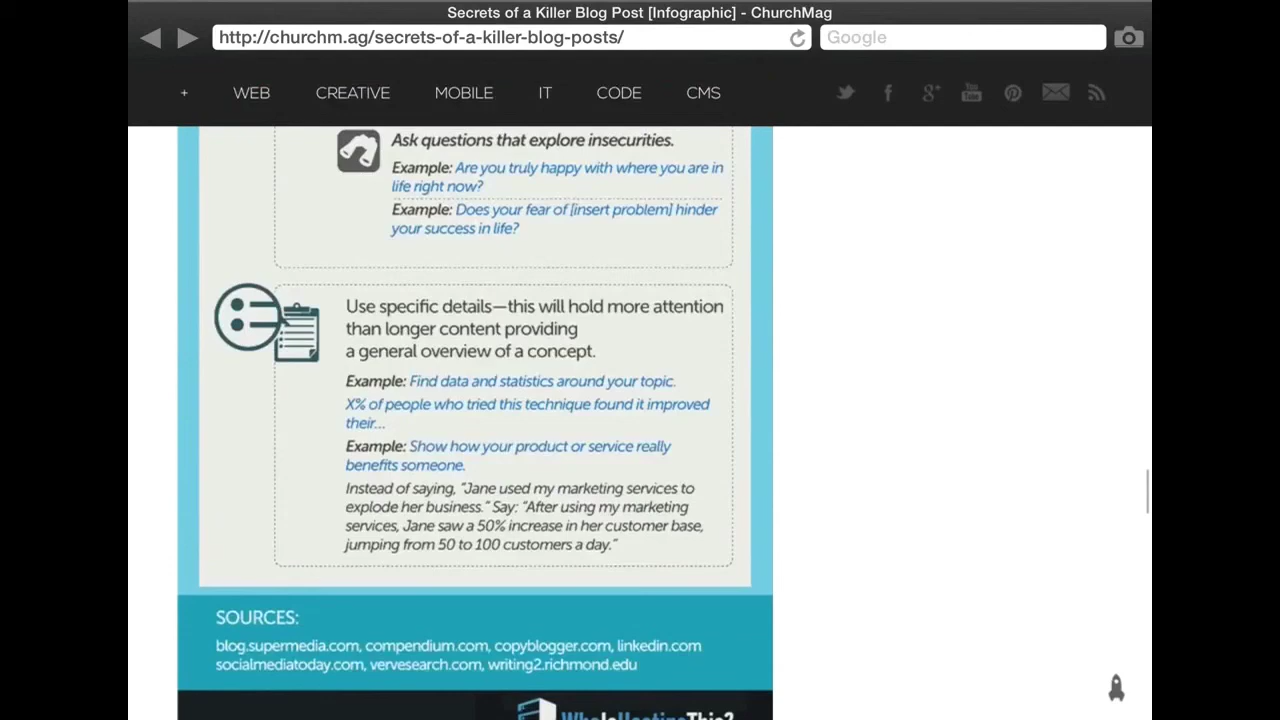 Secrets of a Killer Blog Post [Infographic] - ChurchMag
http://churchm.ag/secrets-of-a-killer-blog-posts/
Google
+ WEB CREATIVE MOBILE IT CODE CMS
You Tube
Ask questions that explore insecurities.
Example: Are you truly happy with where you are in
life right now?
Example: Does your fear of [insert problem] hinder
your success in life?
Use specific details—this will hold more attention
than longer content providing
a general overview of a concept.
Example: Find data and statistics around your topic.
X% of people who tried this technique found it improved
their...
Example: Show how your product or service really
benefits someone.
Instead of saying, "Jane used my marketing services to
explode her business." Say: "After using my marketing
services, Jane saw a 50% increase in her customer base,
jumping from 50 to 100 customers a day."
SOURCES:
blog.supermedia.com, compendium.com, copyblogger.com, linkedin.com
socialmediatoday.com, vervesearch.com, writing2.richmond.edu
WhoIsHostingThis?